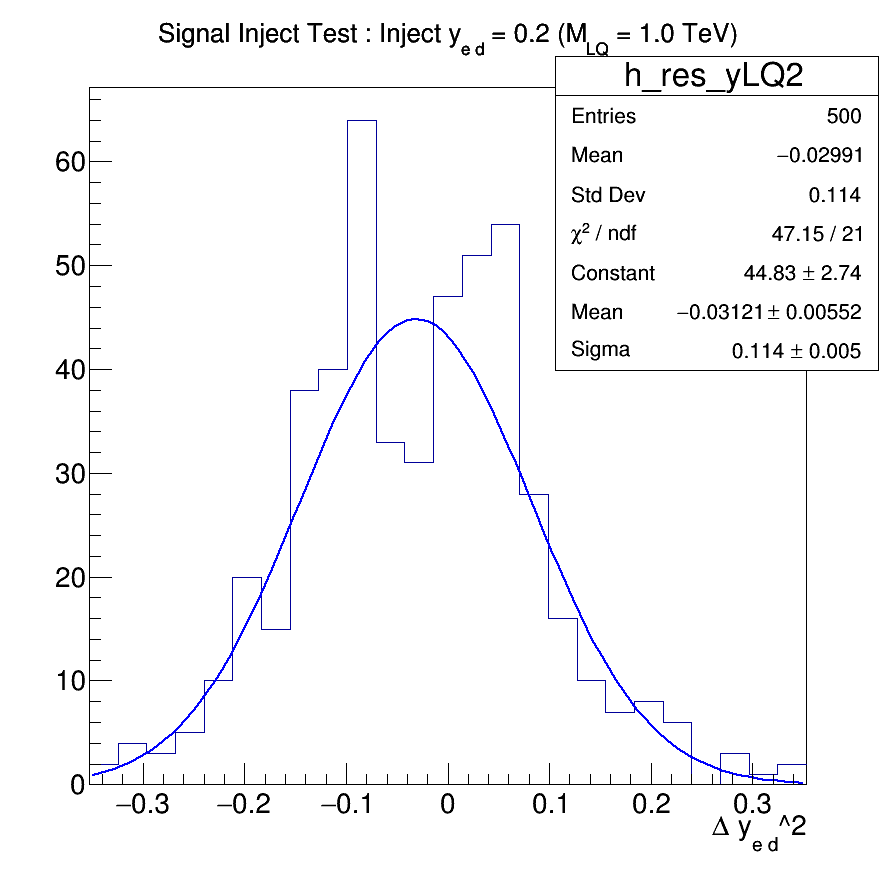 Signal Inject Test : Inject y_{e d} = 0.2 (M_{LQ} = 1.0 TeV)
h_res_yLQ2
Entries 500
Mean −0.02991
Std Dev 0.114
χ² / ndf 47.15 / 21
Constant 44.83 ± 2.74
Mean −0.03121 ± 0.00552
Sigma 0.114 ± 0.005
60
50
40
30
20
10
0
−0.3 −0.2 −0.1 0 0.1 0.2 0.3
Δ y_{e d}^2